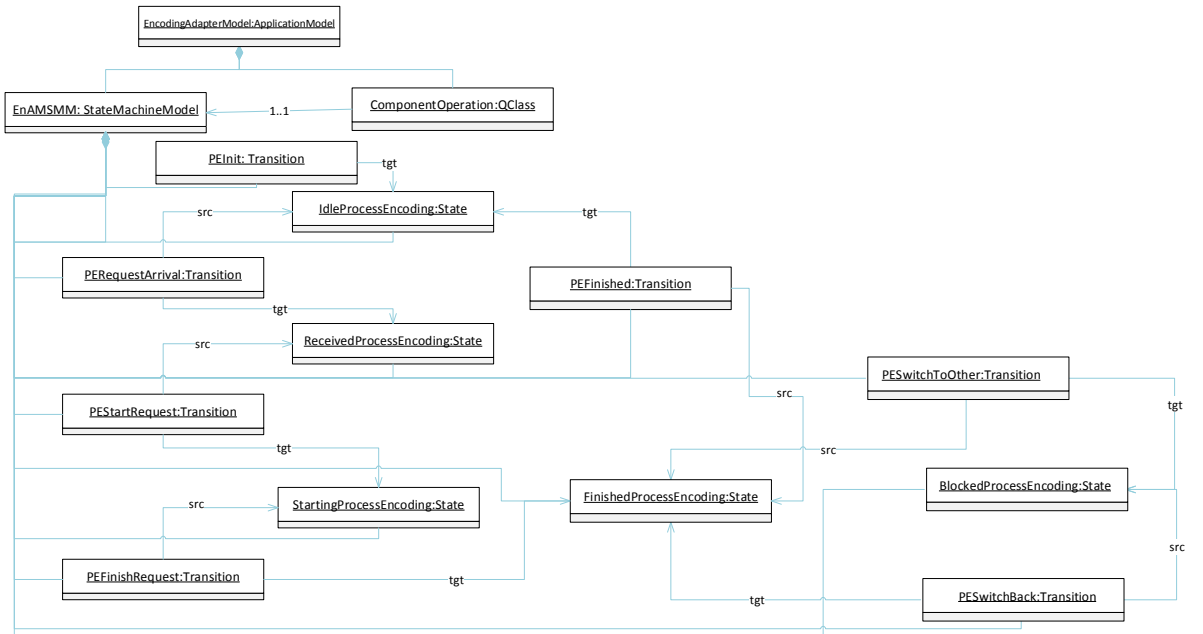 EncodingAdapterModel:ApplicationModel
EnAMSMM: StateMachineModel
1..1
ComponentOperation:QClass
PEInit: Transition
tgt
IdleProcessEncoding:State
src
tgt
PERequestArrival:Transition
PEFinished:Transition
tgt
ReceivedProcessEncoding:State
src
PESwitchToOther:Transition
src
tgt
PEStartRequest:Transition
tgt
src
BlockedProcessEncoding:State
StartingProcessEncoding:State
FinishedProcessEncoding:State
src
src
PEFinishRequest:Transition
tgt
PESwitchBack:Transition
tgt